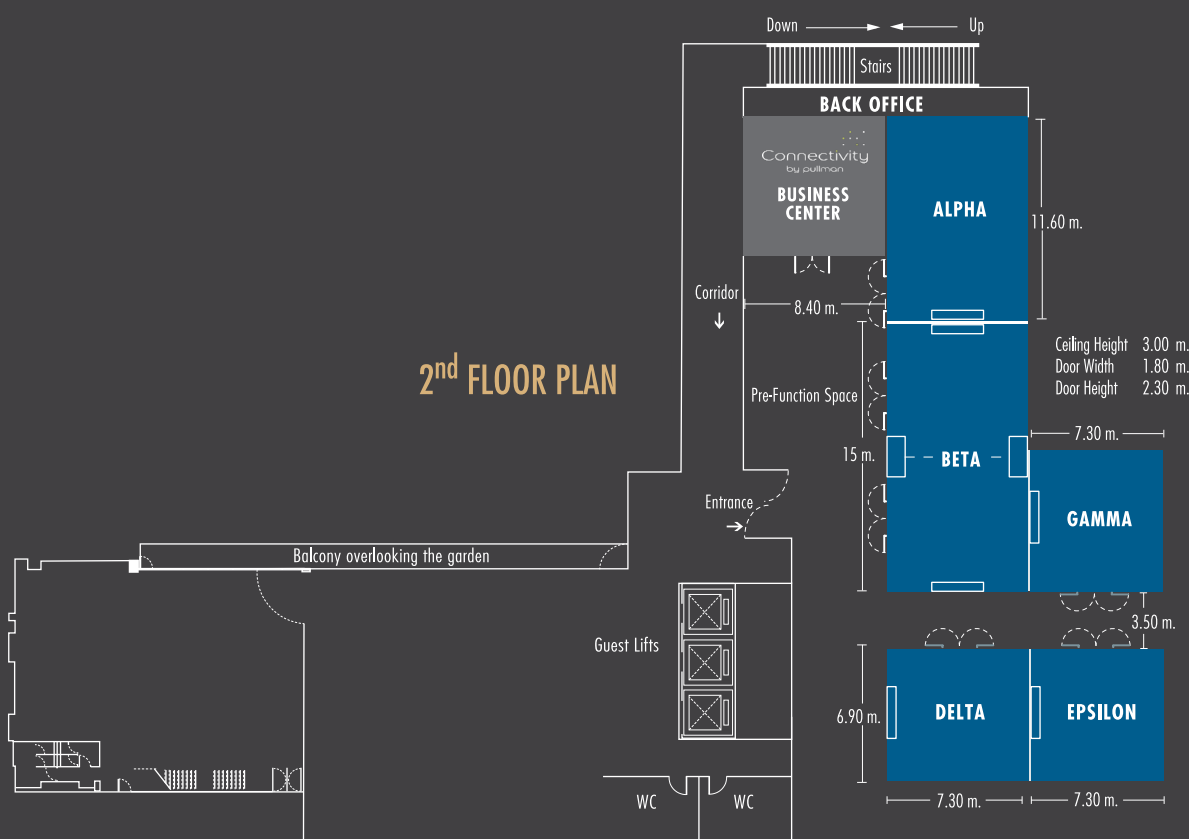 Down Up
Stairs
BACK OFFICE
Connectivity
by pullman
BUSINESS
CENTER
ALPHA
11.60 m.
Corridor
8.40 m.
Ceiling Height 3.00 m.
Door Width 1.80 m.
Door Height 2.30 m.
2nd FLOOR PLAN
Pre-Function Space
7.30 m.
15 m.
BETA
Entrance
GAMMA
Balcony overlooking the garden
3.50 m.
Guest Lifts
6.90 m.
DELTA
EPSILON
WC
WC
7.30 m.
7.30 m.